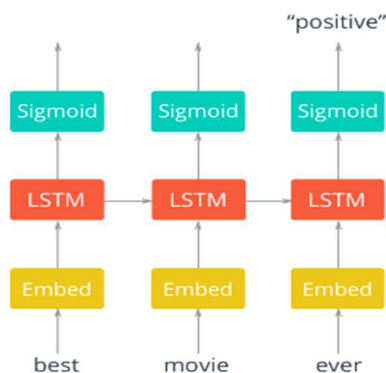 “positive”
Sigmoid Sigmoid Sigmoid
LSTM LSTM LSTM
Embed Embed Embed
best movie ever